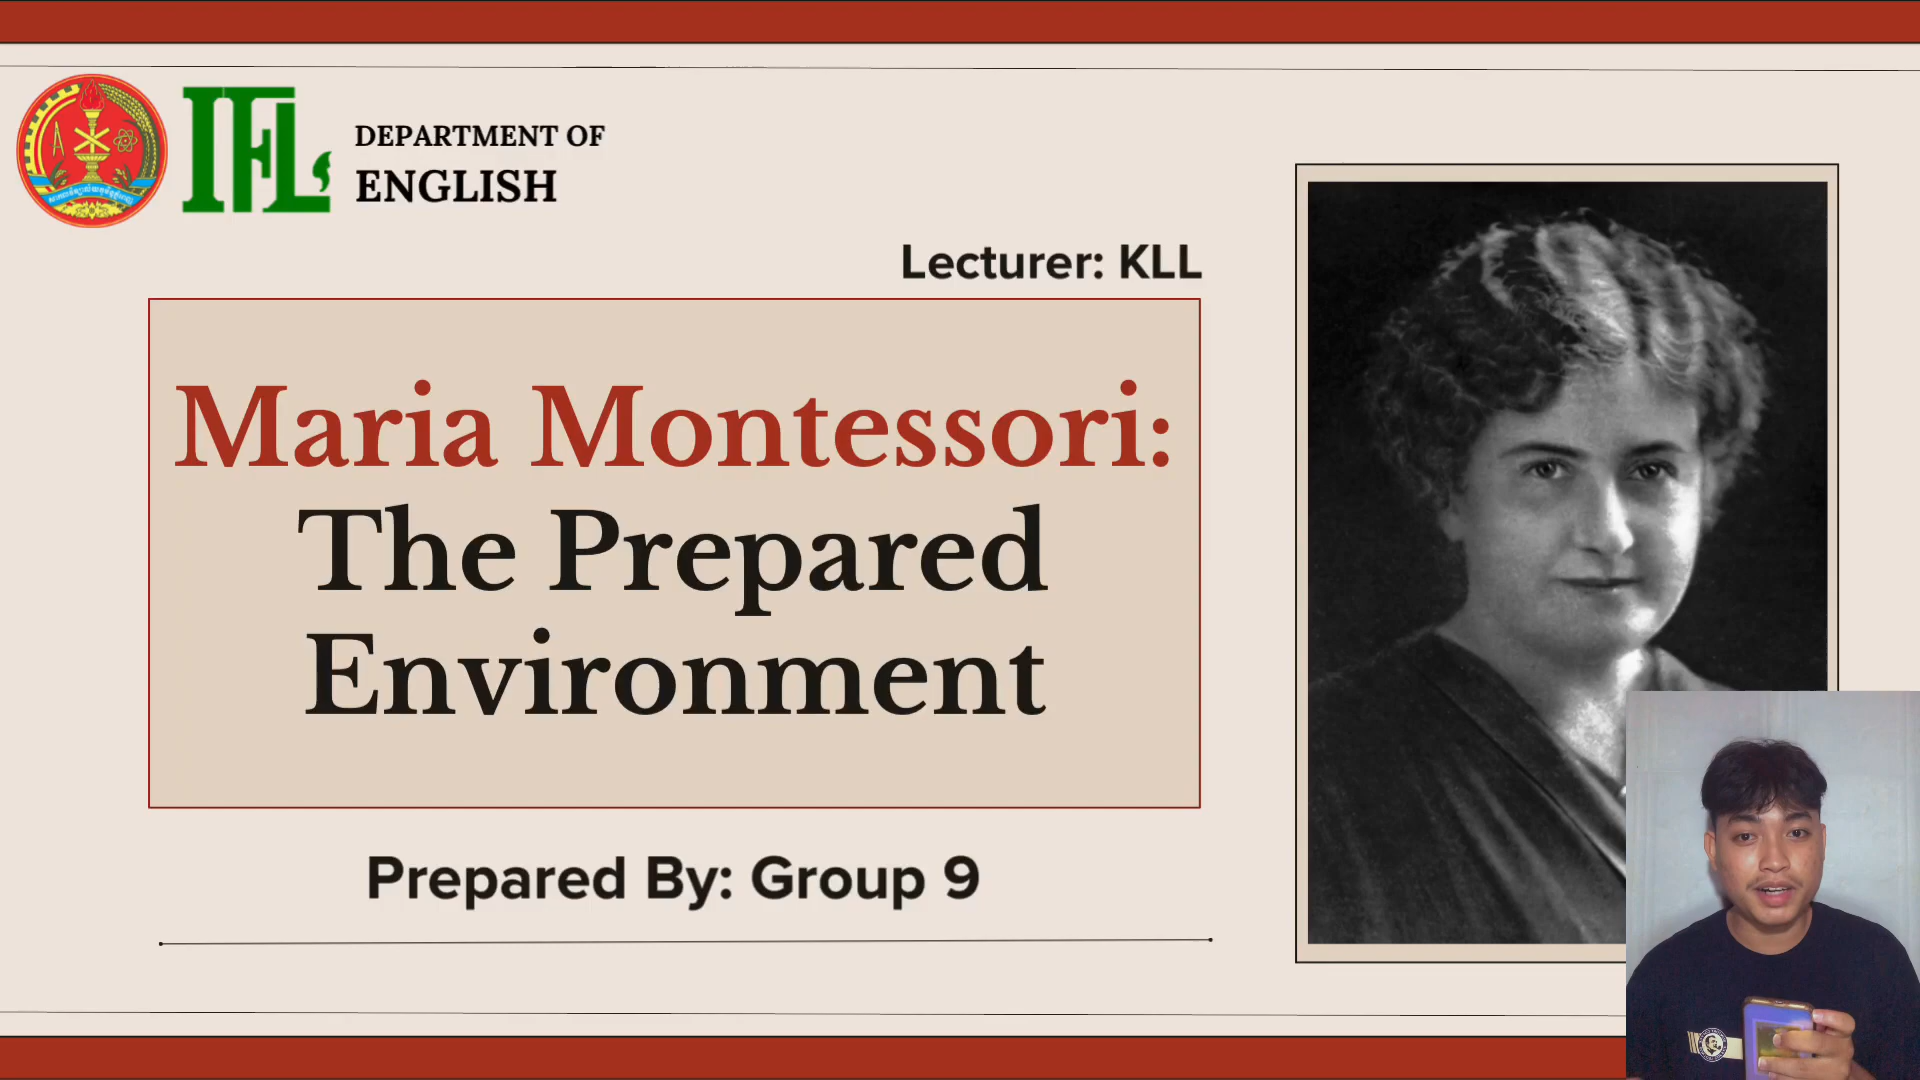 IFL
DEPARTMENT OF
ENGLISH
Lecturer: KLL
Maria Montessori:
The Prepared
Environment
Prepared By: Group 9